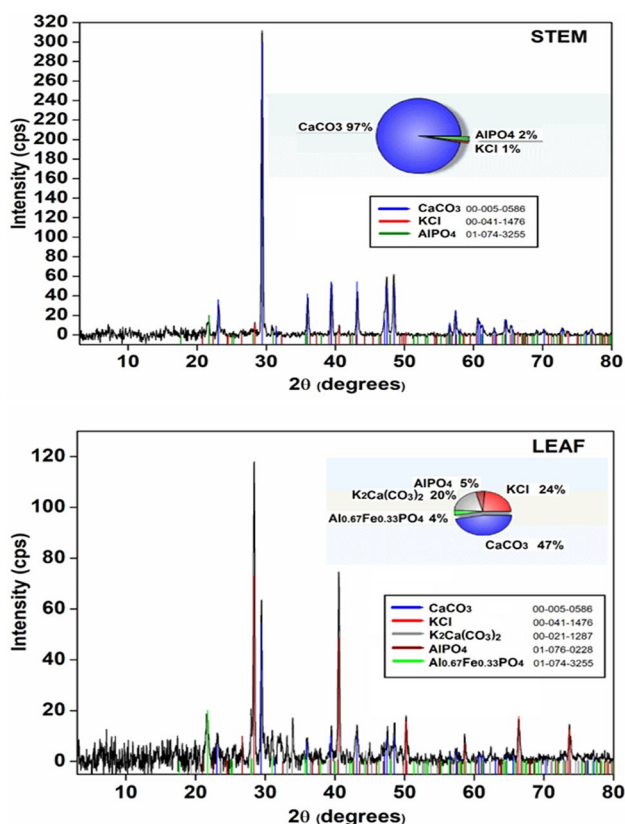 STEM
320
300
280
260
240
220
200
180
160
140
120
100
80
60
40
20
0
Intensity (cps)
CaCO3 97%
AlPO4 2%
KCl 1%
CaCO3 00-005-0586
KCl 00-041-1476
AlPO4 01-074-3255
10 20 30 40 50 60 70 80
2θ (degrees)
LEAF
120
100
80
60
40
20
0
Intensity (cps)
AlPO4 5%
KCl 24%
K2Ca(CO3)2 20%
Al0.67Fe0.33PO4 4%
CaCO3 47%
CaCO3 00-005-0586
KCl 00-041-1476
K2Ca(CO3)2 00-021-1287
AlPO4 01-076-0228
Al0.67Fe0.33PO4 01-074-3255
10 20 30 40 50 60 70 80
2θ (degrees)